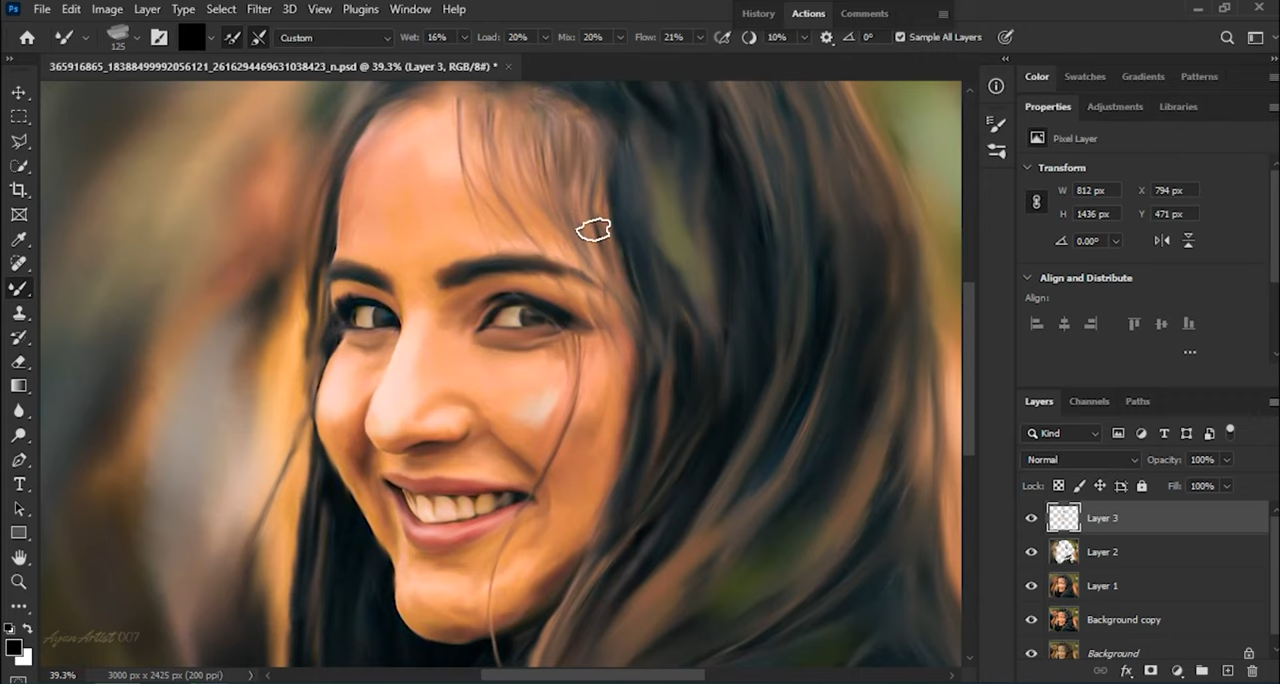 Ps File Edit Image Layer Type Select Filter 3D View Plugins Window Help
History Actions Comments
125 Custom Wet: 16% Load: 20% Mix: 20% Flow: 21% 10% 0° Sample All Layers
365916865_18388499992056121_2616294469631038423_n.psd @ 39.3% (Layer 3, RGB/8#) *
Color Swatches Gradients Patterns
Properties Adjustments Libraries
Pixel Layer
Transform
W 812 px X 794 px
H 1436 px Y 471 px
0.00°
Align and Distribute
Align:
Layers Channels Paths
Kind
Normal Opacity: 100%
Lock: Fill: 100%
Layer 3
Layer 2
Layer 1
Background copy
Background
Ayan Artist 007
39.3% 3000 px x 2425 px (200 ppi)